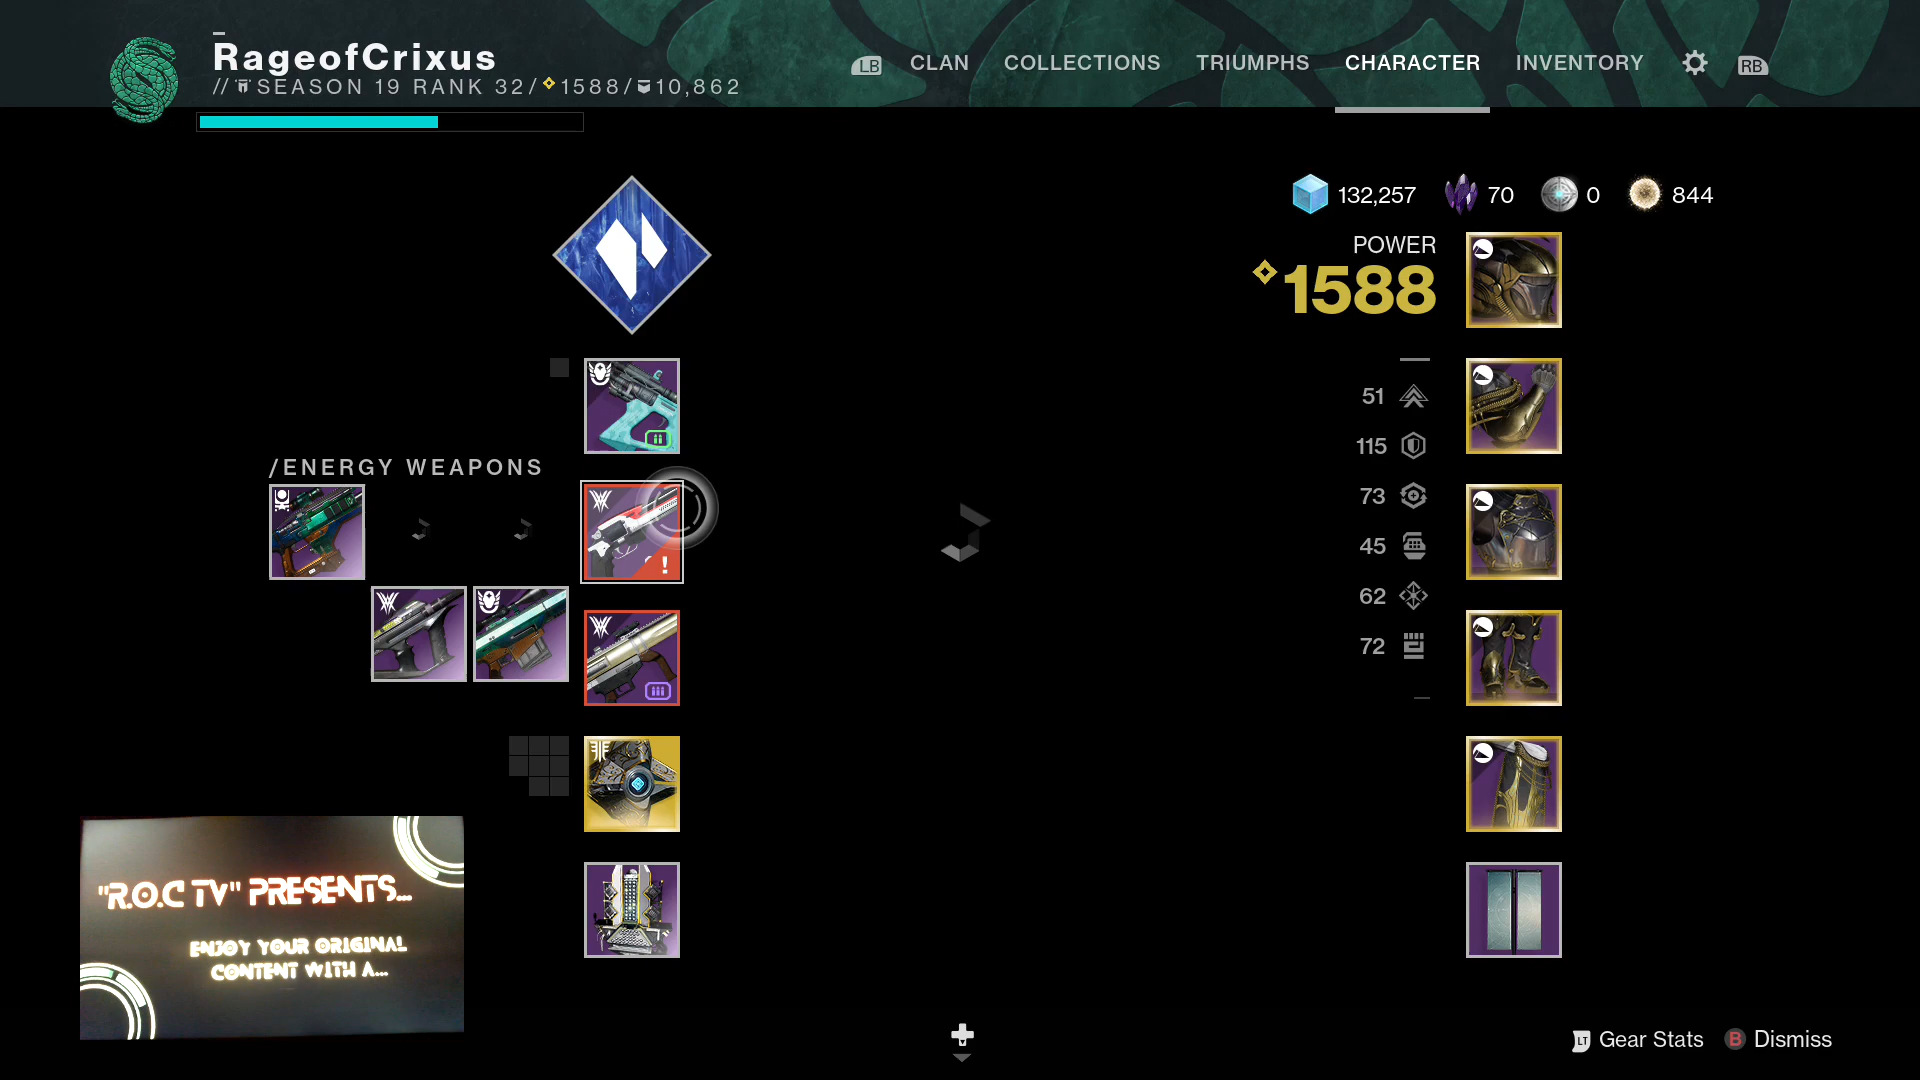 RageofCrixus
// SEASON 19 RANK 32/1588/10,862
LB CLAN COLLECTIONS TRIUMPHS CHARACTER INVENTORY RB
132,257 70 0 844
POWER
1588
51
115
73
45
62
72
/ENERGY WEAPONS
!
"R.O.C TV" PRESENTS...
ENJOY YOUR ORIGINAL
CONTENT WITH A...
LT Gear Stats B Dismiss